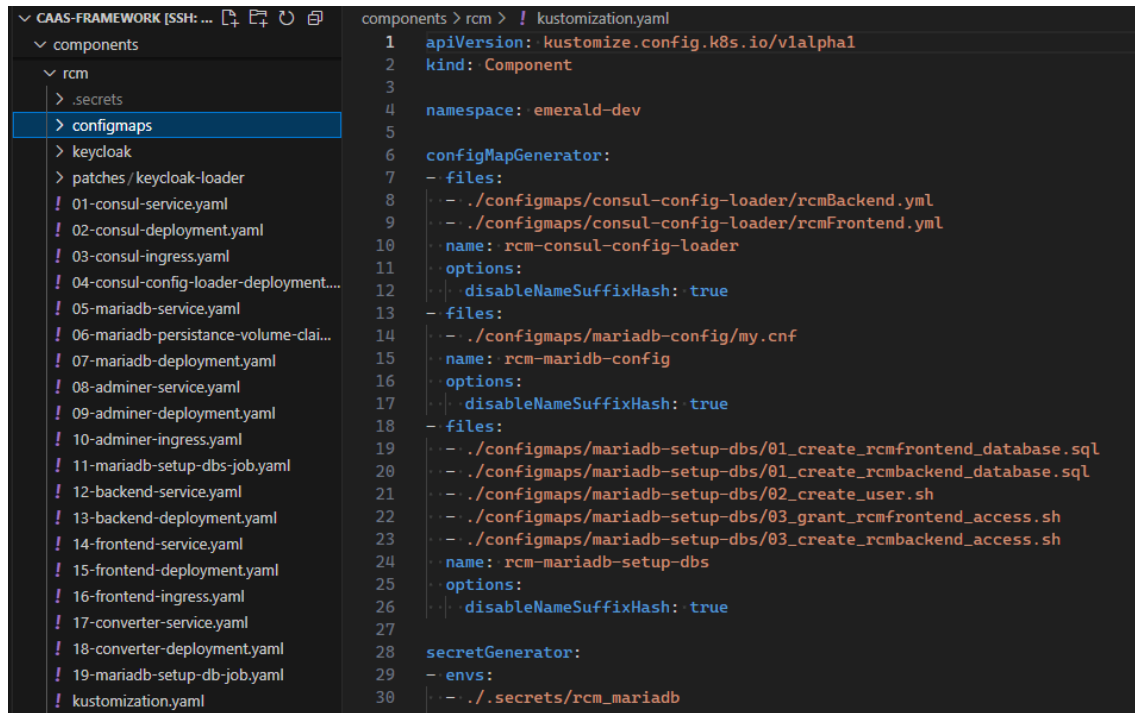 CAAS-FRAMEWORK [SSH: ...
components
rcm
.secrets
configmaps
keycloak
patches/keycloak-loader
! 01-consul-service.yaml
! 02-consul-deployment.yaml
! 03-consul-ingress.yaml
! 04-consul-config-loader-deployment....
! 05-mariadb-service.yaml
! 06-mariadb-persistance-volume-clai...
! 07-mariadb-deployment.yaml
! 08-adminer-service.yaml
! 09-adminer-deployment.yaml
! 10-adminer-ingress.yaml
! 11-mariadb-setup-dbs-job.yaml
! 12-backend-service.yaml
! 13-backend-deployment.yaml
! 14-frontend-service.yaml
! 15-frontend-deployment.yaml
! 16-frontend-ingress.yaml
! 17-converter-service.yaml
! 18-converter-deployment.yaml
! 19-mariadb-setup-db-job.yaml
! kustomization.yaml
components > rcm > ! kustomization.yaml
1 apiVersion: kustomize.config.k8s.io/v1alpha1
2 kind: Component
3
4 namespace: emerald-dev
5
6 configMapGenerator:
7 - files:
8   - ./configmaps/consul-config-loader/rcmBackend.yml
9   - ./configmaps/consul-config-loader/rcmFrontend.yml
10   name: rcm-consul-config-loader
11   options:
12     disableNameSuffixHash: true
13 - files:
14   - ./configmaps/mariadb-config/my.cnf
15   name: rcm-maridb-config
16   options:
17     disableNameSuffixHash: true
18 - files:
19   - ./configmaps/mariadb-setup-dbs/01_create_rcmfrontend_database.sql
20   - ./configmaps/mariadb-setup-dbs/01_create_rcmbackend_database.sql
21   - ./configmaps/mariadb-setup-dbs/02_create_user.sh
22   - ./configmaps/mariadb-setup-dbs/03_grant_rcmfrontend_access.sh
23   - ./configmaps/mariadb-setup-dbs/03_create_rcmbackend_access.sh
24   name: rcm-mariadb-setup-dbs
25   options:
26     disableNameSuffixHash: true
27
28 secretGenerator:
29 - envs:
30   - ./.secrets/rcm_mariadb